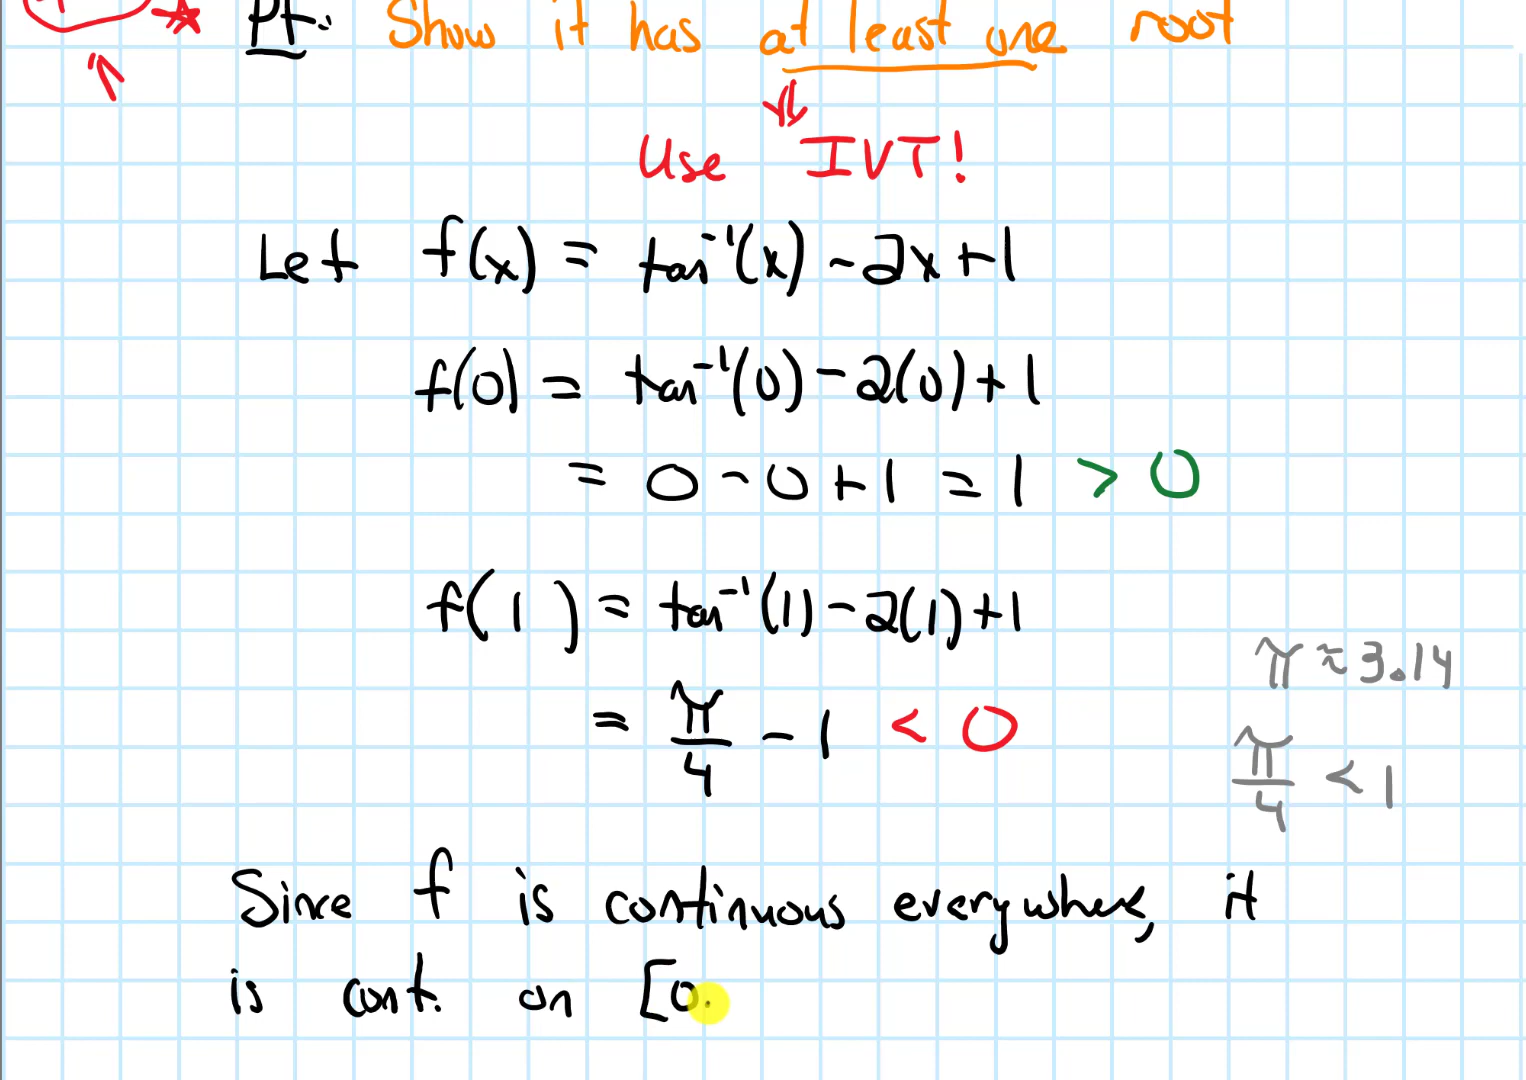 Pf: Show it has at least one root
Use IVT!
Let f(x) = tan⁻¹(x) - 2x + 1
f(0) = tan⁻¹(0) - 2(0) + 1
= 0 - 0 + 1 = 1 > 0
f( 1 ) = tan⁻¹(1) - 2(1) + 1
π ≈ 3.14
= π/4 - 1 < 0
π/4 < 1
Since f is continuous everywhere, it
is cont. on [0.